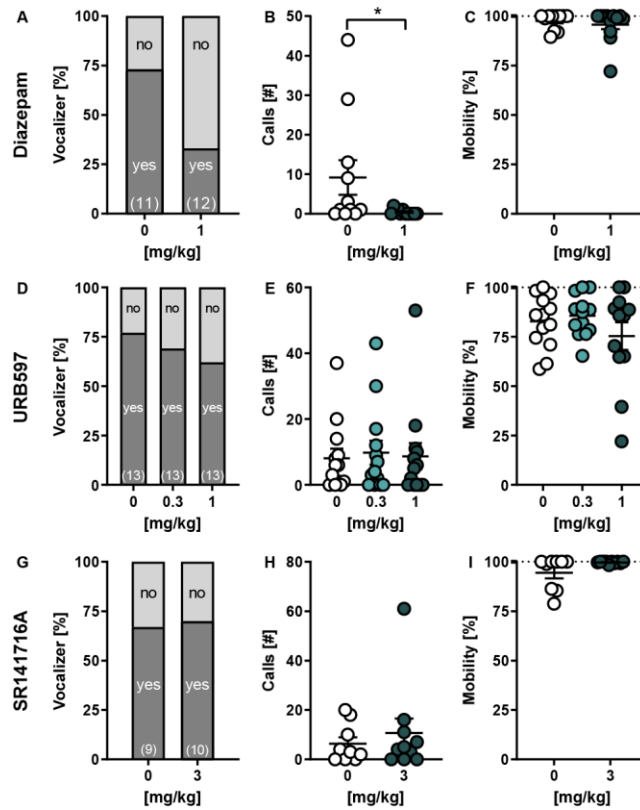 A
B
C
Diazepam
Vocalizer [%]
100
75
50
25
0
no
yes
(11)
no
yes
(12)
0
1
[mg/kg]
Calls [#]
50
40
30
20
10
0
*
0
1
[mg/kg]
Mobility [%]
100
75
50
25
0
0
1
[mg/kg]
D
E
F
URB597
Vocalizer [%]
100
75
50
25
0
no
yes
(13)
no
yes
(13)
no
yes
(13)
0
0.3
1
[mg/kg]
Calls [#]
60
40
20
0
0
0.3
1
[mg/kg]
Mobility [%]
100
75
50
25
0
0
0.3
1
[mg/kg]
G
H
I
SR141716A
Vocalizer [%]
100
75
50
25
0
no
yes
(9)
no
yes
(10)
0
3
[mg/kg]
Calls [#]
80
60
40
20
0
0
3
[mg/kg]
Mobility [%]
100
75
50
25
0
0
3
[mg/kg]